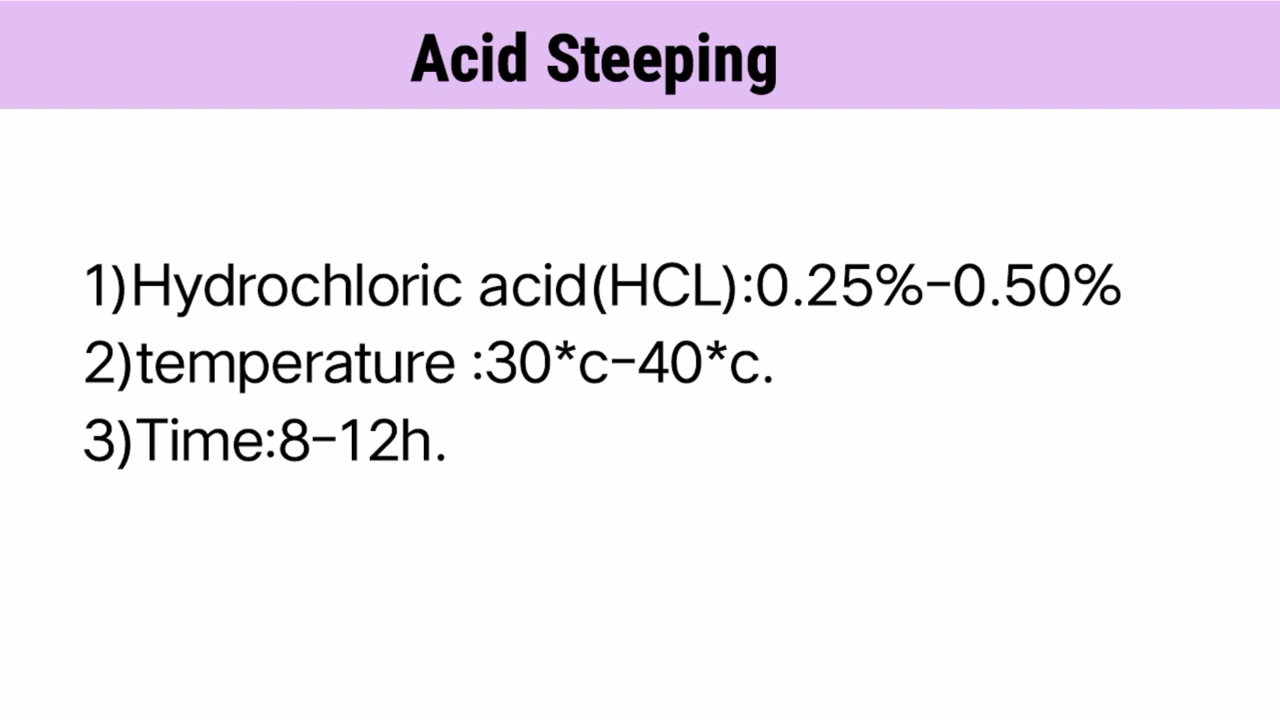 Acid Steeping
1)Hydrochloric acid(HCL):0.25%-0.50%
2)temperature :30*c-40*c.
3)Time:8-12h.